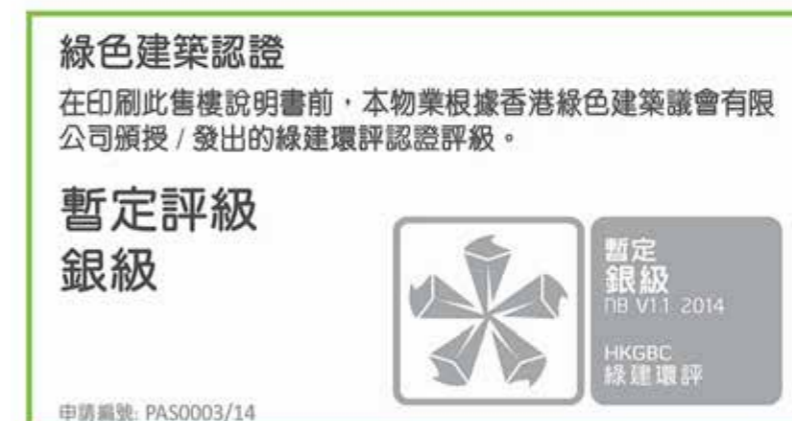 綠色建築認證
在印刷此售樓說明書前，本物業根據香港綠色建築議會有限
公司頒授 / 發出的綠建環評認證評級。
暫定評級
銀級
暫定
銀級
NB V1.1 2014
HKGBC
綠建環評
申請編號: PAS0003/14